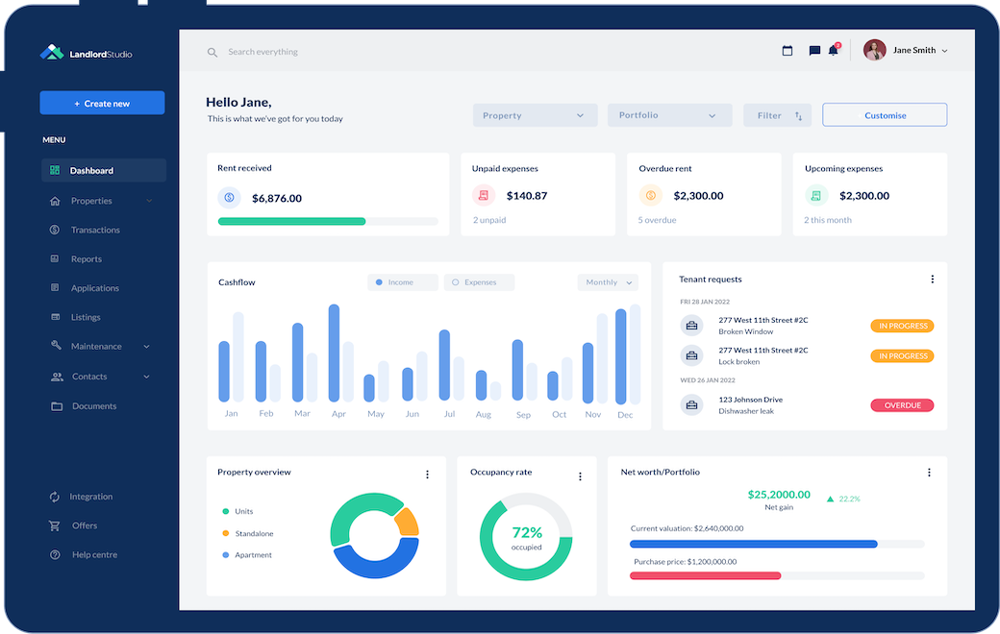 LandlordStudio
Search everything
2
Jane Smith
+ Create new
MENU
Dashboard
Properties
Transactions
Reports
Applications
Listings
Maintenance
Contacts
Documents
Integration
Offers
Help centre
Hello Jane,
This is what we've got for you today
Property
Portfolio
Filter
Customise
Rent received
$6,876.00
Unpaid expenses
$140.87
2 unpaid
Overdue rent
$2,300.00
5 overdue
Upcoming expenses
$2,300.00
2 this month
Cashflow
Income
Expenses
Monthly
Jan Feb Mar Apr May Jun Jul Aug Sep Oct Nov Dec
Tenant requests
FRI 28 JAN 2022
277 West 11th Street #2C
Broken Window
IN PROGRESS
277 West 11th Street #2C
Lock broken
IN PROGRESS
WED 26 JAN 2022
123 Johnson Drive
Dishwasher leak
OVERDUE
Property overview
Units
Standalone
Apartment
Occupancy rate
72%
occupied
Net worth/Portfolio
$25,2000.00
Net gain
22.2%
Current valuation: $2,640,000.00
Purchase price: $1,200,000.00